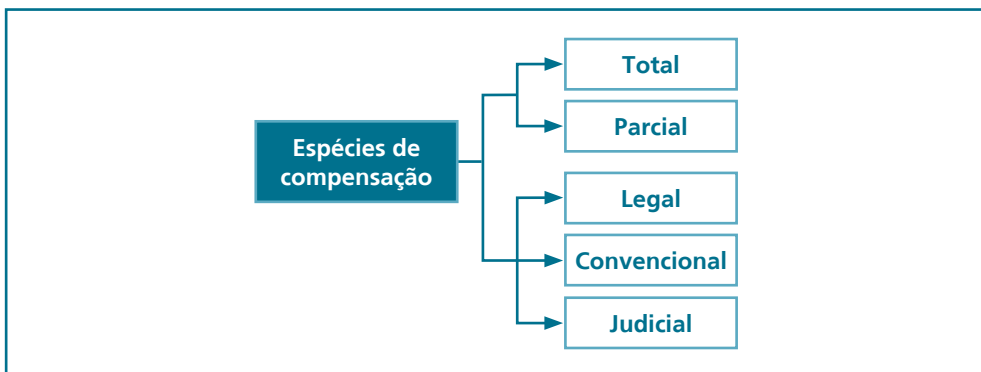 Espécies de
compensação
Total
Parcial
Legal
Convencional
Judicial